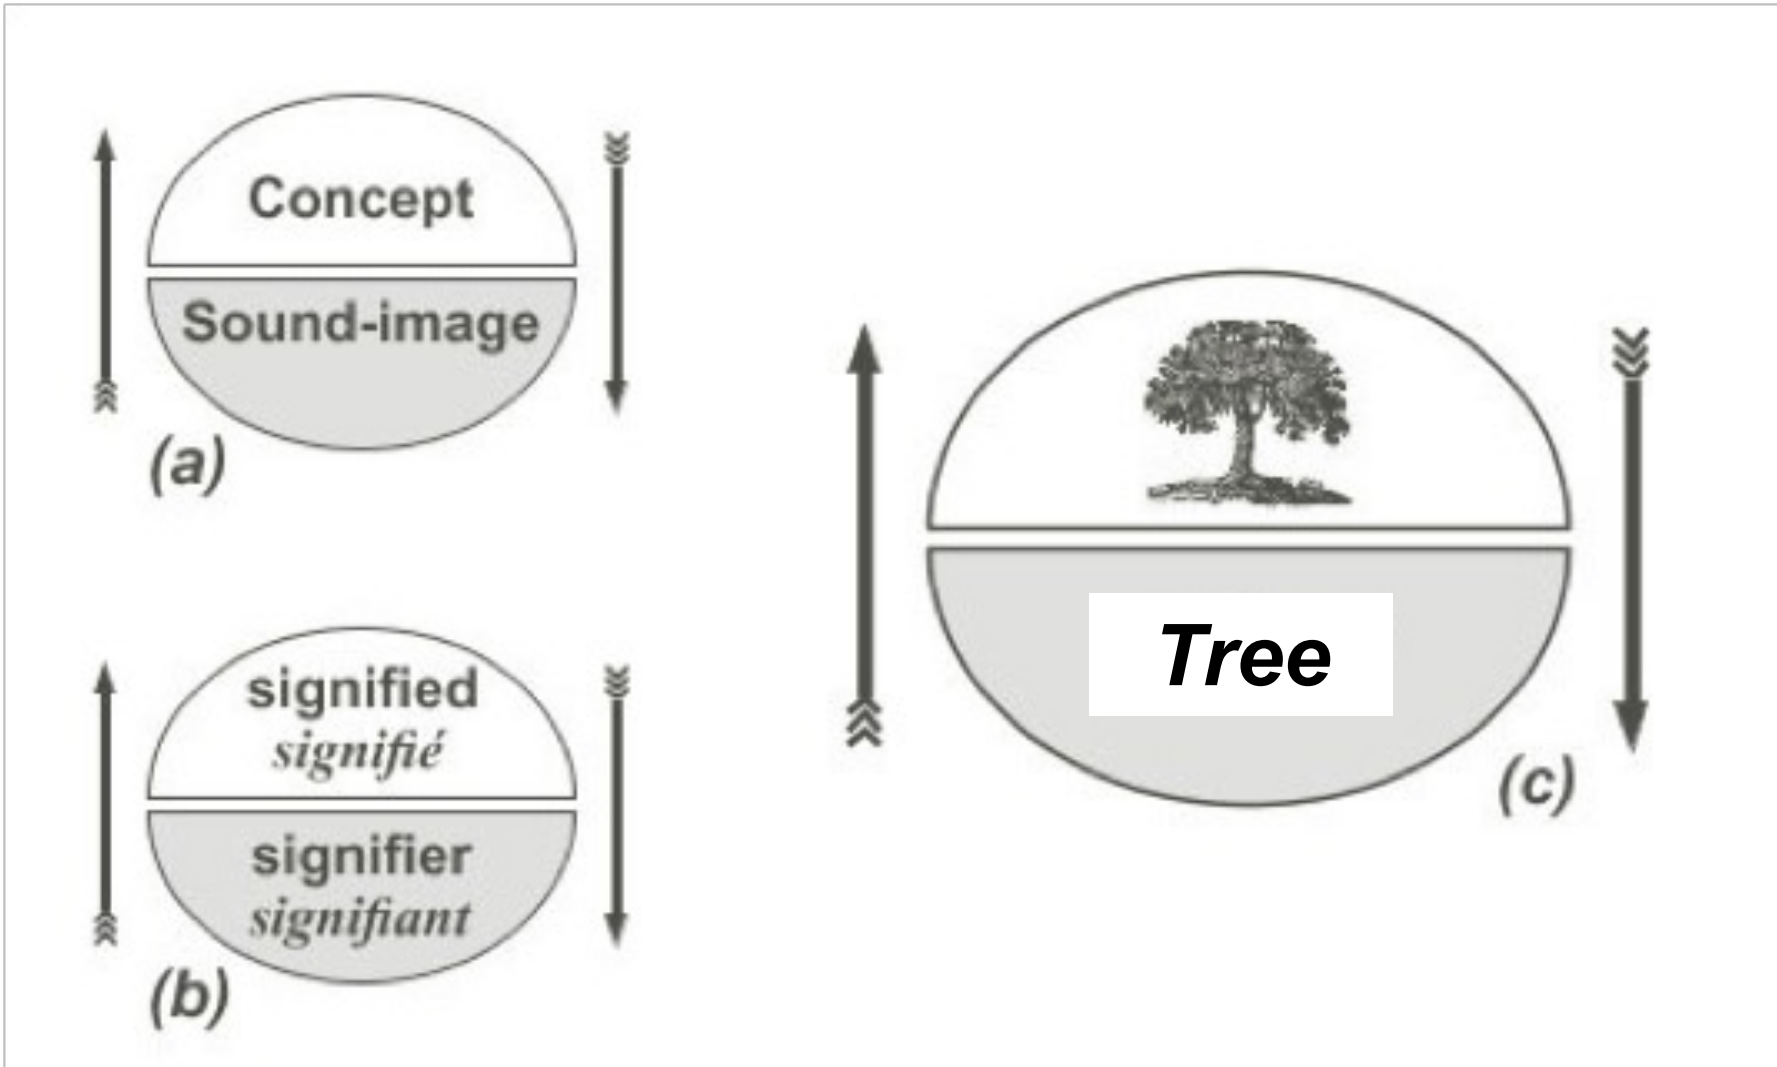 Concept
Sound-image
(a)
signified
signifié
signifier
signifiant
(b)
Tree
(c)